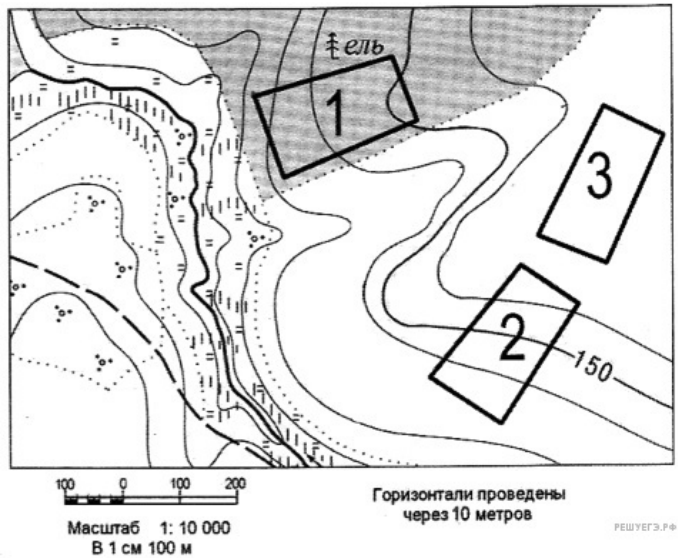 ель
1
3
2
150
100 0 100 200
Масштаб 1: 10 000
В 1 см 100 м
Горизонтали проведены
через 10 метров
РЕШУЕГЭ.РФ